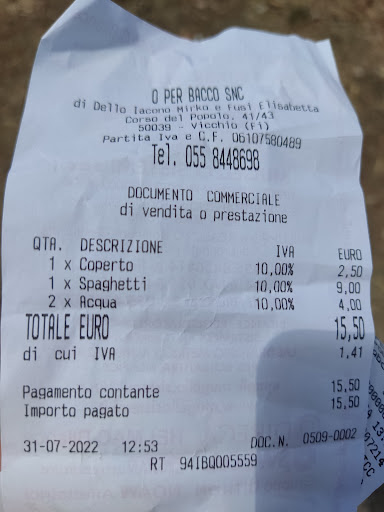 O PER BACCO SNC
di Dello Iacono Mirko e Fusi Elisabetta
Corso del Popolo, 41/43
50039 - Vicchio (Fi)
Partita Iva e C.F. 06107580489
Tel. 055 8448698
DOCUMENTO COMMERCIALE
di vendita o prestazione
QTA. DESCRIZIONE IVA EURO
1 x Coperto 10,00% 2,50
1 x Spaghetti 10,00% 9,00
2 x Acqua 10,00% 4,00
TOTALE EURO 15,50
di cui IVA 1,41
Pagamento contante 15,50
Importo pagato 15,50
31-07-2022 12:53 DOC.N. 0509-0002
RT 94IBQ005559